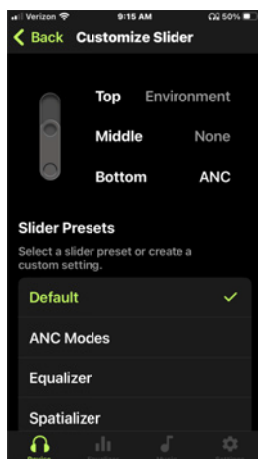 Verizon 9:15 AM 50%
Back Customize Slider
Top Environment
Middle None
Bottom ANC
Slider Presets
Select a slider preset or create a
custom setting.
Default
ANC Modes
Equalizer
Spatializer